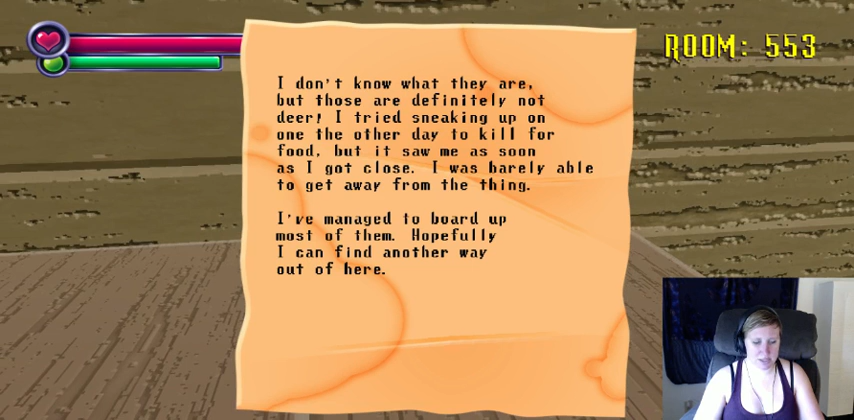 ROOM: 553
I don't know what they are,
but those are definitely not
deer! I tried sneaking up on
one the other day to kill for
food, but it saw me as soon
as I got close. I was barely able
to get away from the thing.
I've managed to board up
most of them. Hopefully
I can find another way
out of here.